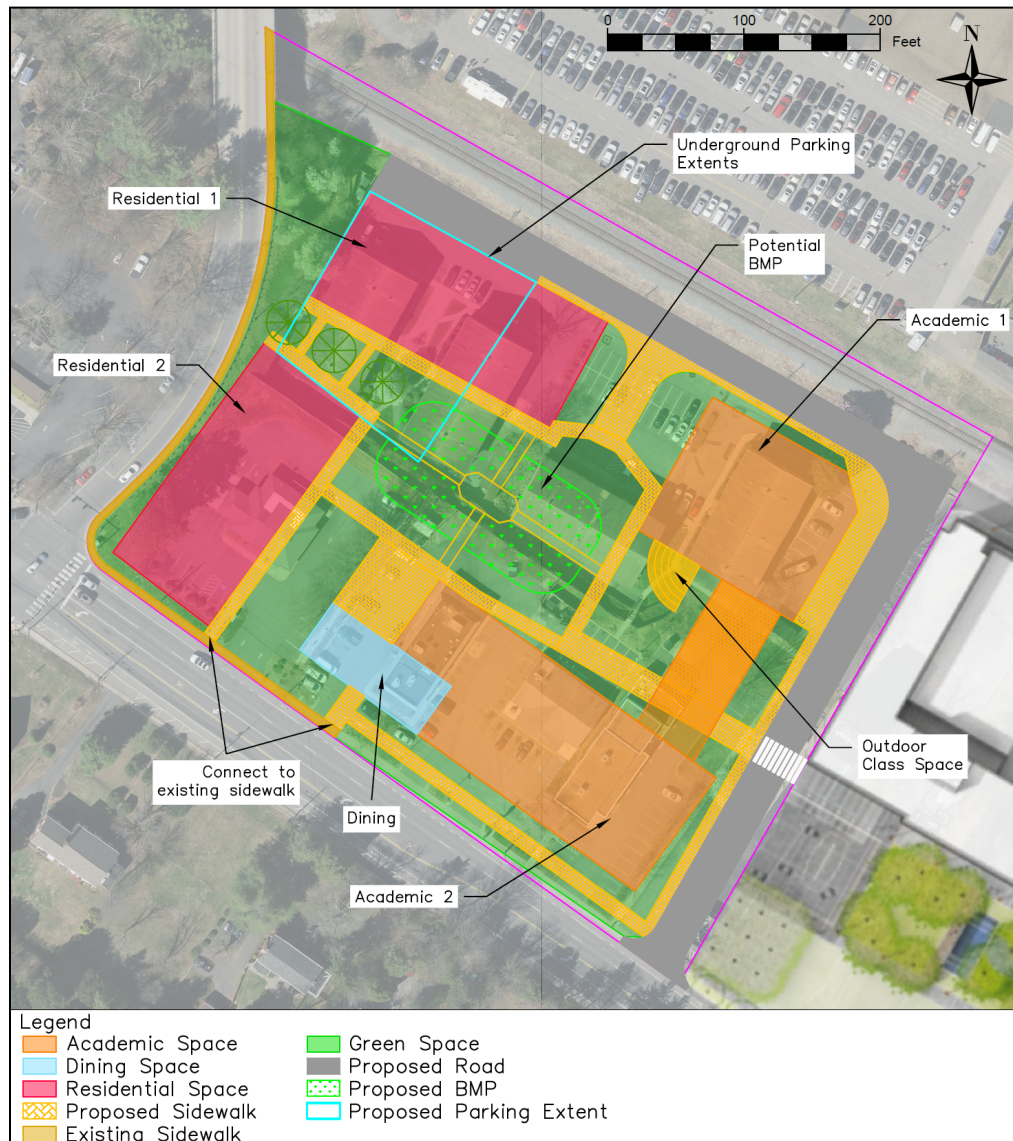 0 100 200
Feet
N
Underground Parking
Extents
Residential 1
Potential
BMP
Academic 1
Residential 2
Outdoor
Class Space
Connect to
existing sidewalk
Dining
Academic 2
Legend
Academic Space
Dining Space
Residential Space
Proposed Sidewalk
Existing Sidewalk
Green Space
Proposed Road
Proposed BMP
Proposed Parking Extent